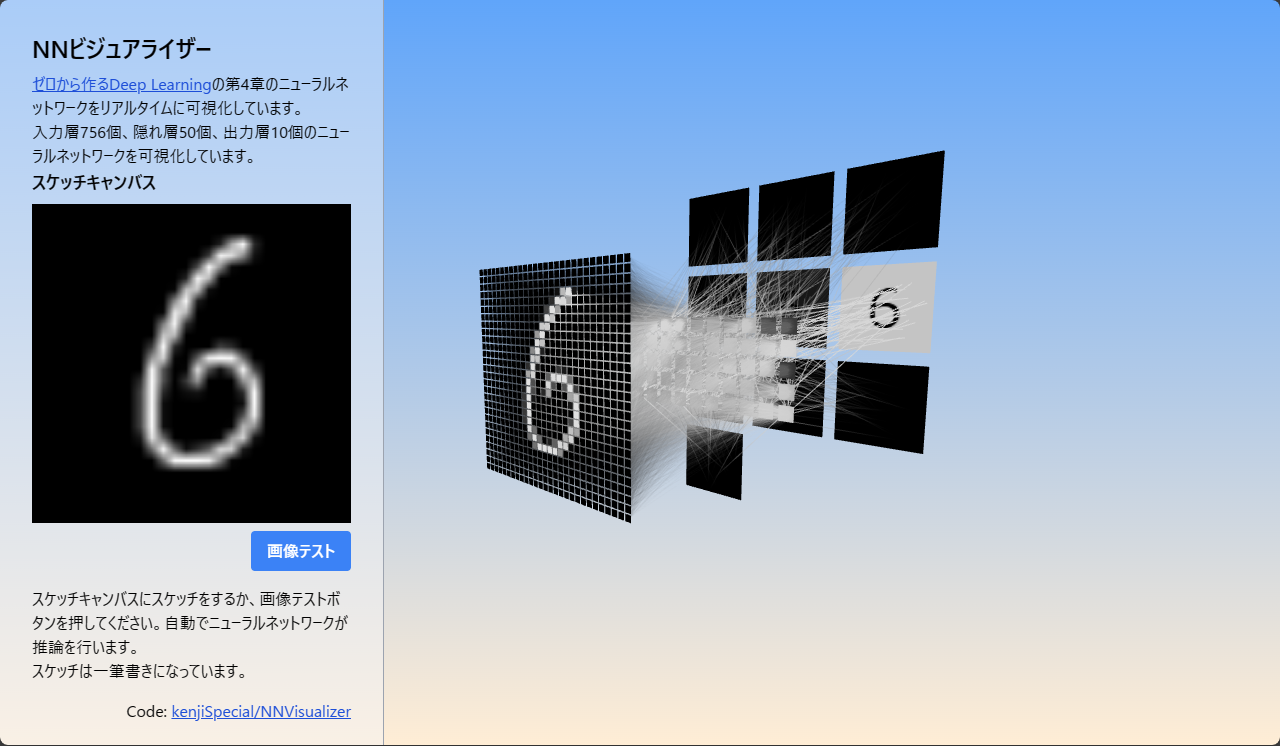 NNビジュアライザー
ゼロから作るDeep Learningの第4章のニューラルネ
ットワークをリアルタイムに可視化しています。
入力層756個、隠れ層50個、出力層10個のニュー
ラルネットワークを可視化しています。
スケッチキャンバス
6
6
6
画像テスト
スケッチキャンバスにスケッチをするか、画像テストボ
タンを押してください。自動でニューラルネットワークが
推論を行います。
スケッチは一筆書きになっています。
Code: kenjiSpecial/NNVisualizer